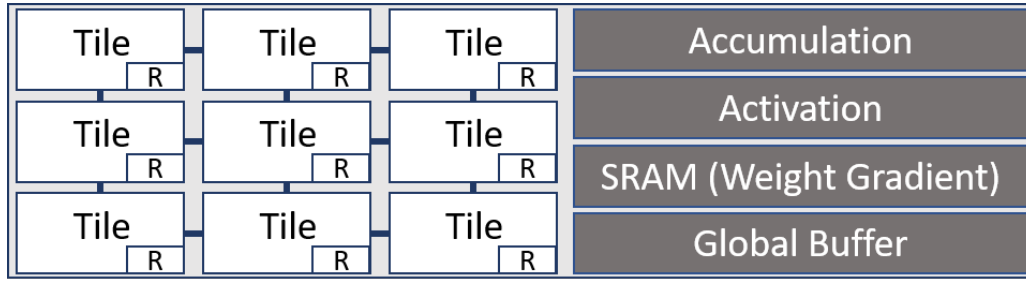 Tile Tile Tile
R R R
Tile Tile Tile
R R R
Tile Tile Tile
R R R
Accumulation
Activation
SRAM (Weight Gradient)
Global Buffer